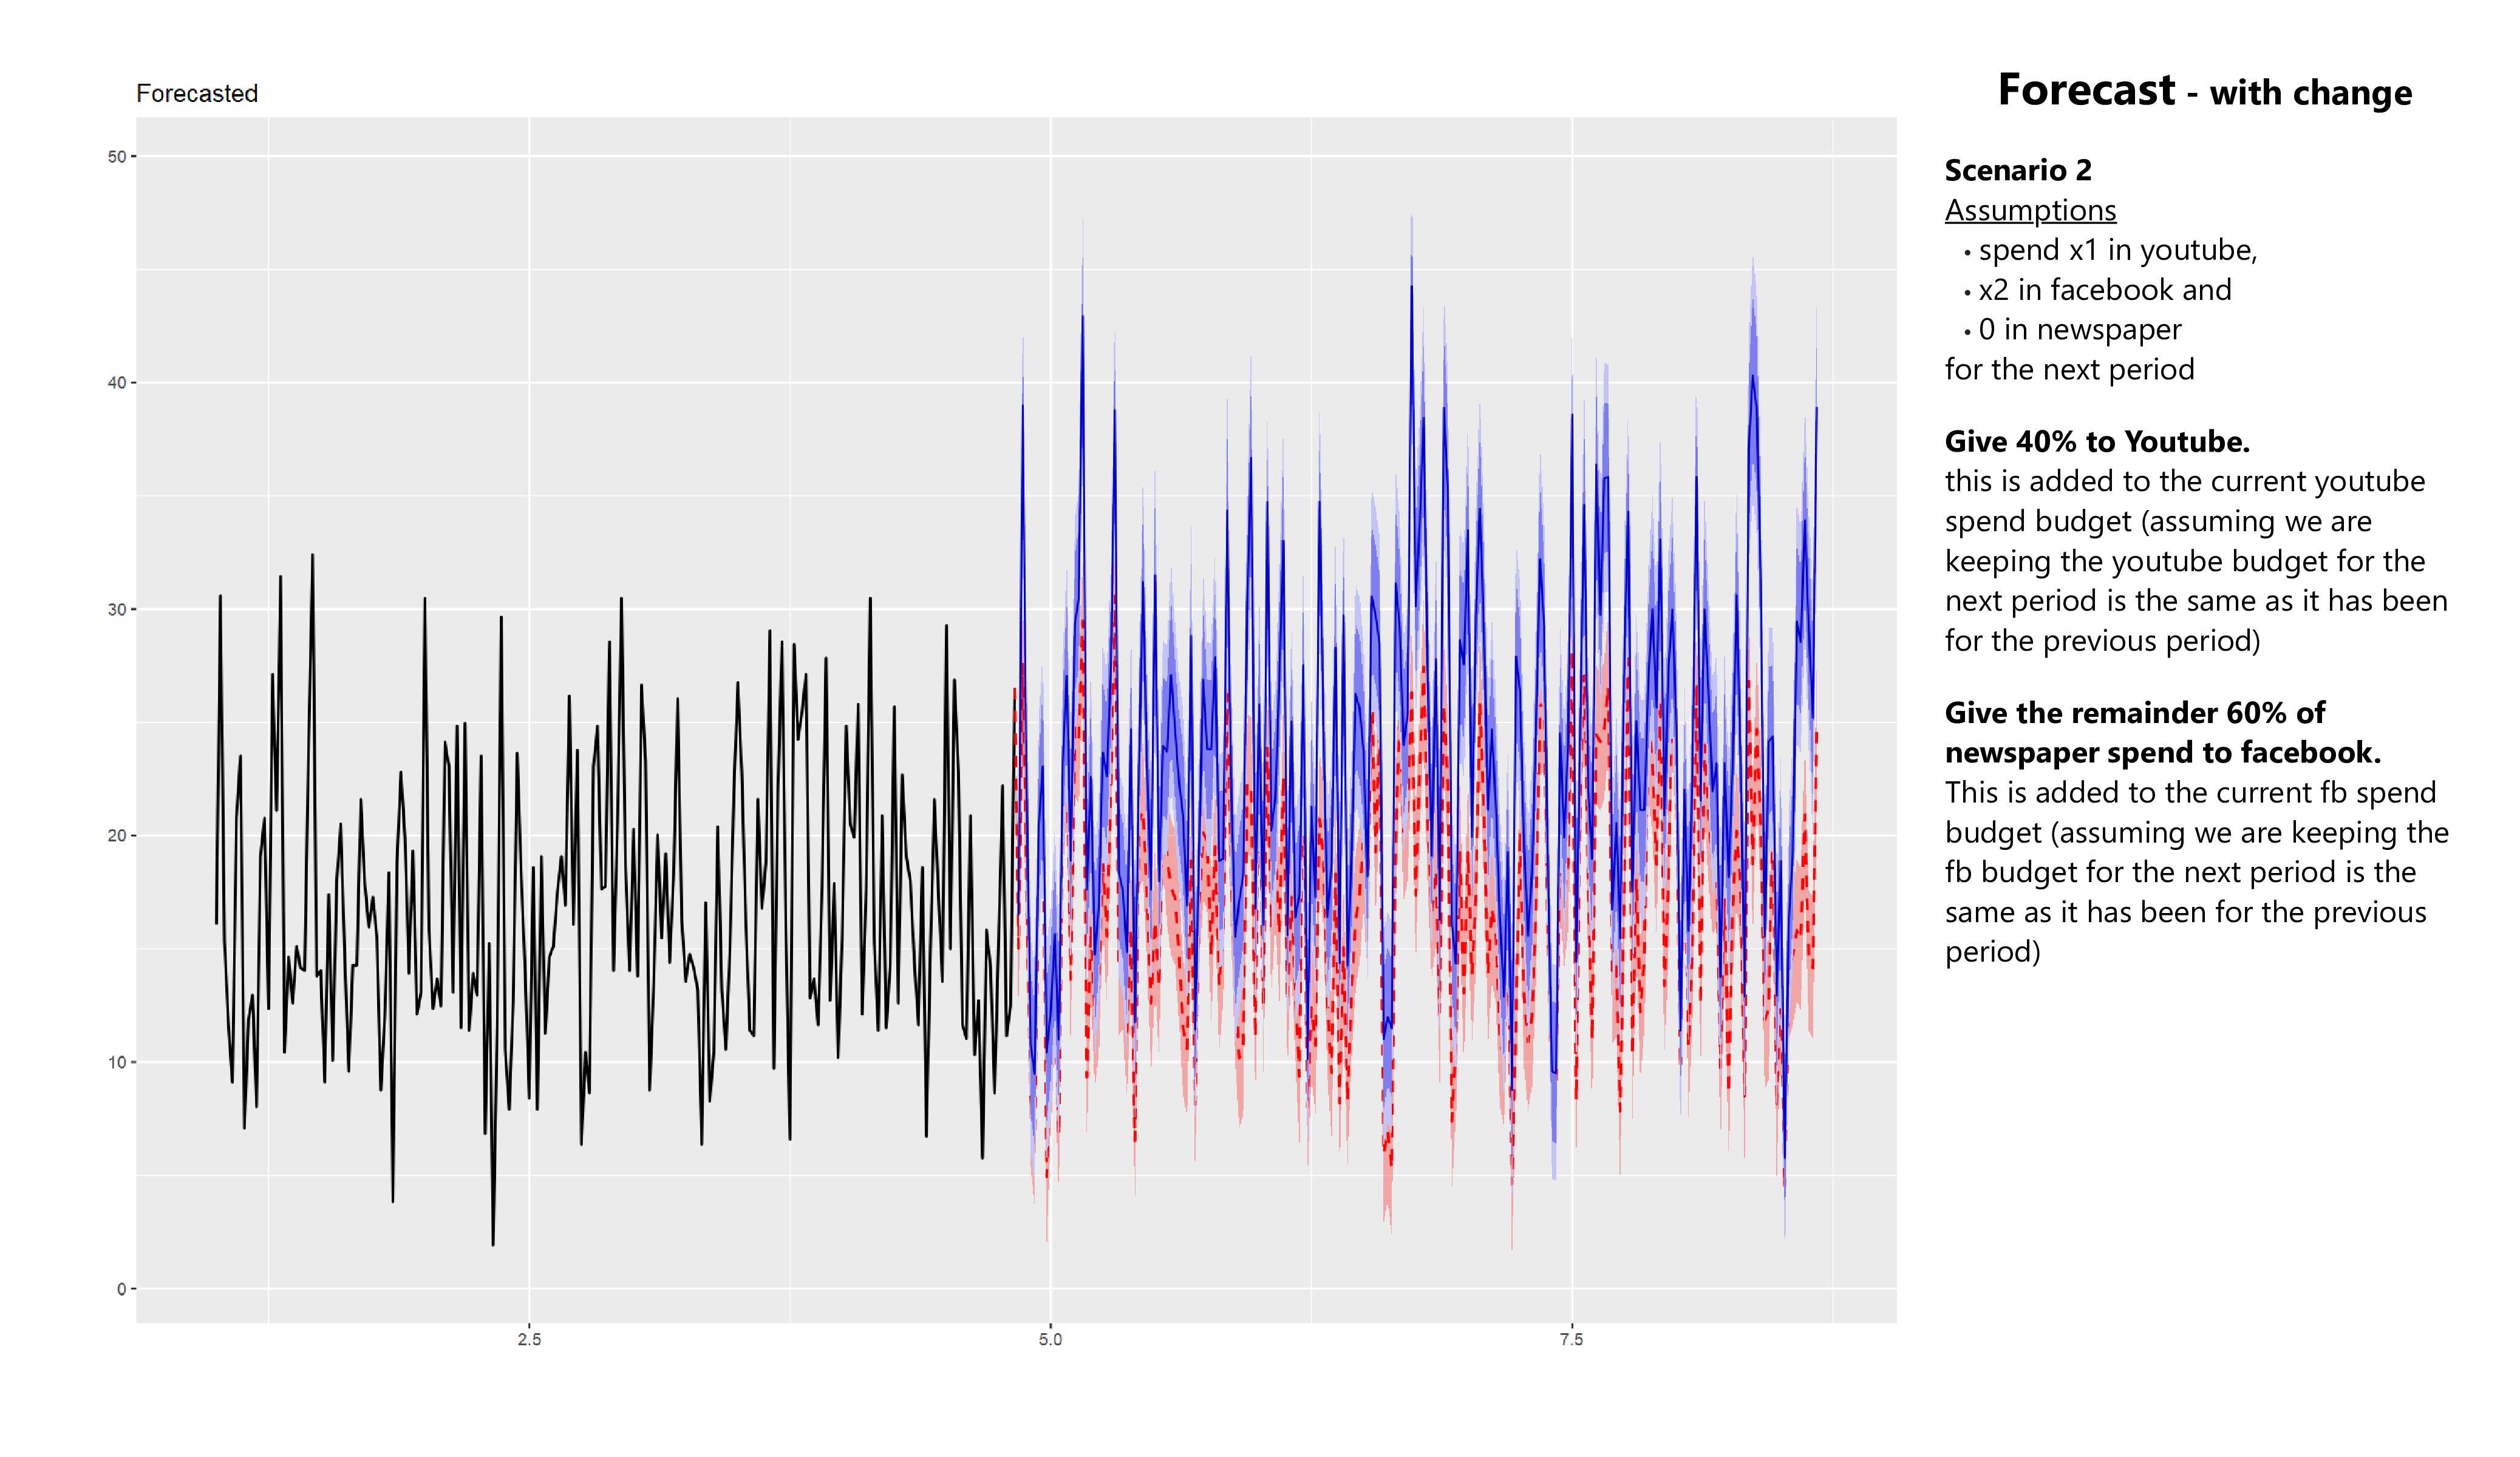 Forecasted
50
40
30
20
10
0
2.5
5.0
7.5
Forecast - with change
Scenario 2
Assumptions
• spend x1 in youtube,
• x2 in facebook and
• 0 in newspaper
for the next period
Give 40% to Youtube.
this is added to the current youtube
spend budget (assuming we are
keeping the youtube budget for the
next period is the same as it has been
for the previous period)
Give the remainder 60% of
newspaper spend to facebook.
This is added to the current fb spend
budget (assuming we are keeping the
fb budget for the next period is the
same as it has been for the previous
period)